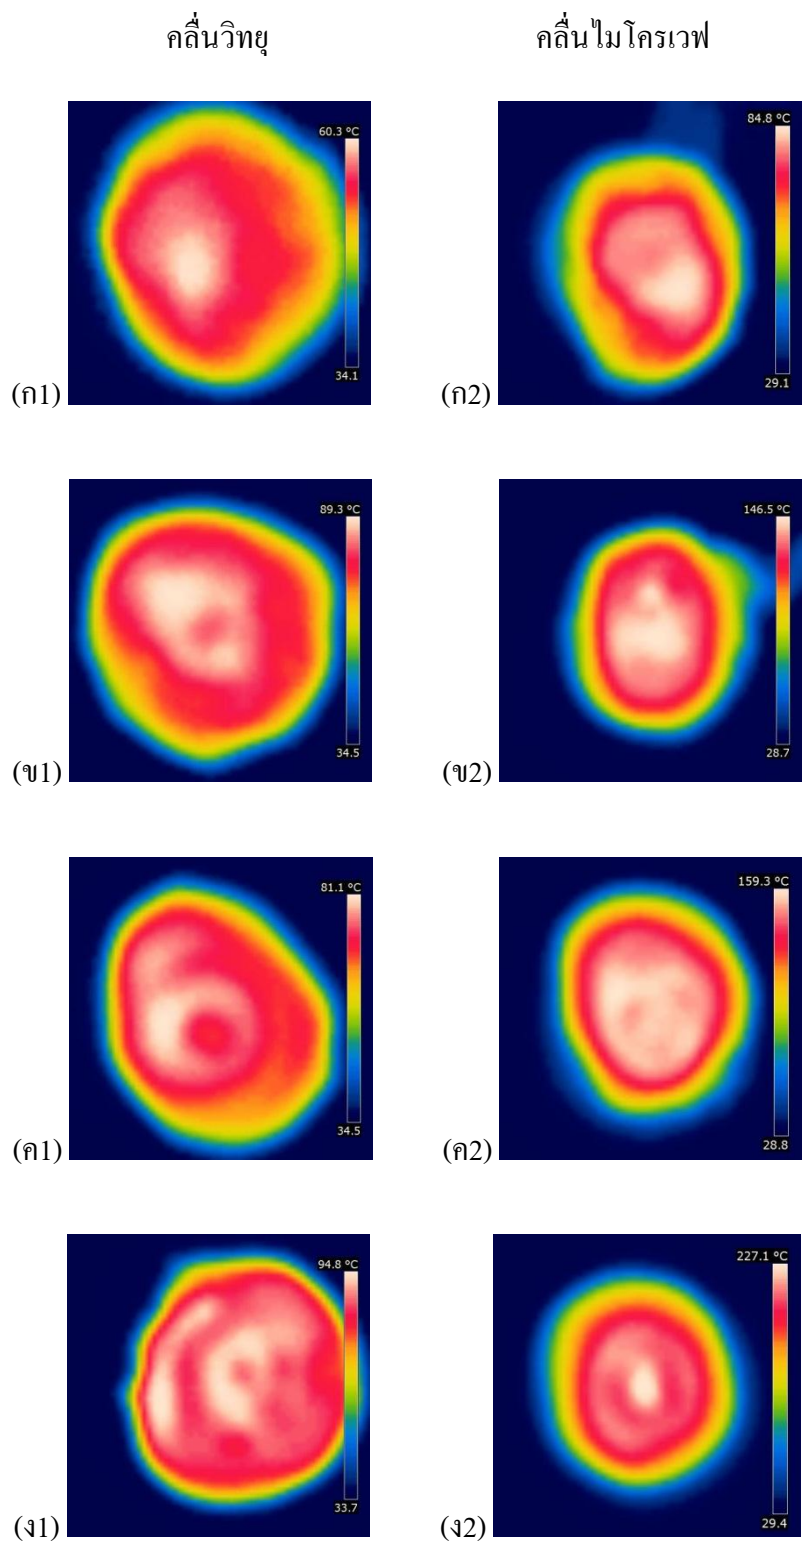 คลื่นวิทยุ คลื่นไมโครเวฟ
60.3 °C 84.8 °C
34.1 29.1
(ก1) (ก2)
89.3 °C 146.5 °C
34.5 28.7
(ข1) (ข2)
81.1 °C 159.3 °C
34.5 28.8
(ค1) (ค2)
94.8 °C 227.1 °C
33.7 29.4
(ง1) (ง2)